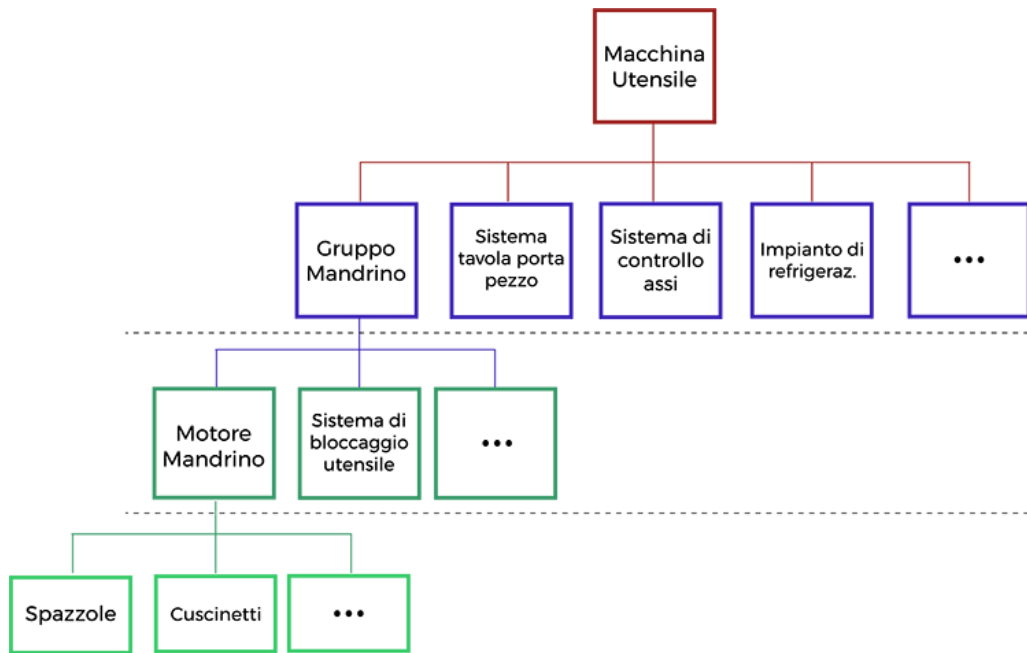 Macchina
Utensile
Gruppo
Mandrino
Sistema
tavola porta
pezzo
Sistema di
controllo
assi
Impianto di
refrigeraz.
•••
Motore
Mandrino
Sistema di
bloccaggio
utensile
•••
Spazzole
Cuscinetti
•••